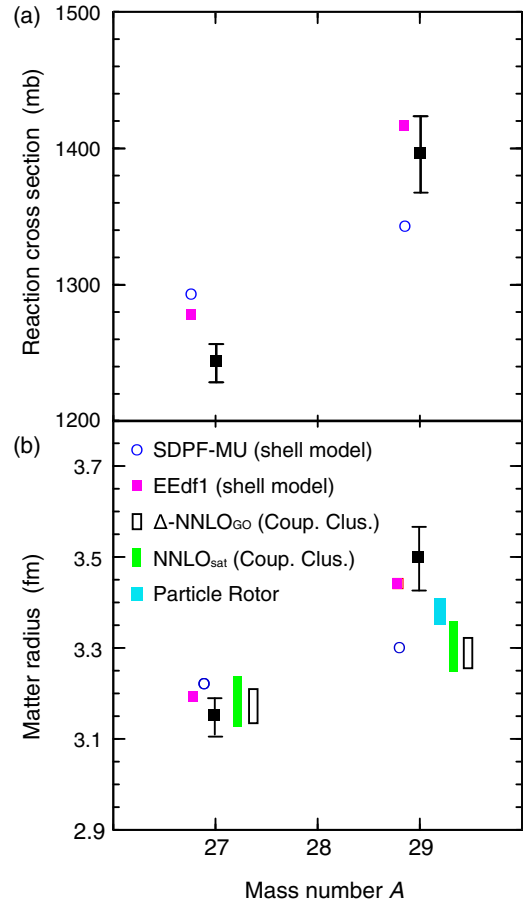 (a)
1500
1400
1300
1200
Reaction cross section (mb)
(b)
3.7
3.5
3.3
3.1
2.9
Matter radius (fm)
SDPF-MU (shell model)
EEdf1 (shell model)
Δ-NNLOGO (Coup. Clus.)
NNLOsat (Coup. Clus.)
Particle Rotor
27 28 29
Mass number A